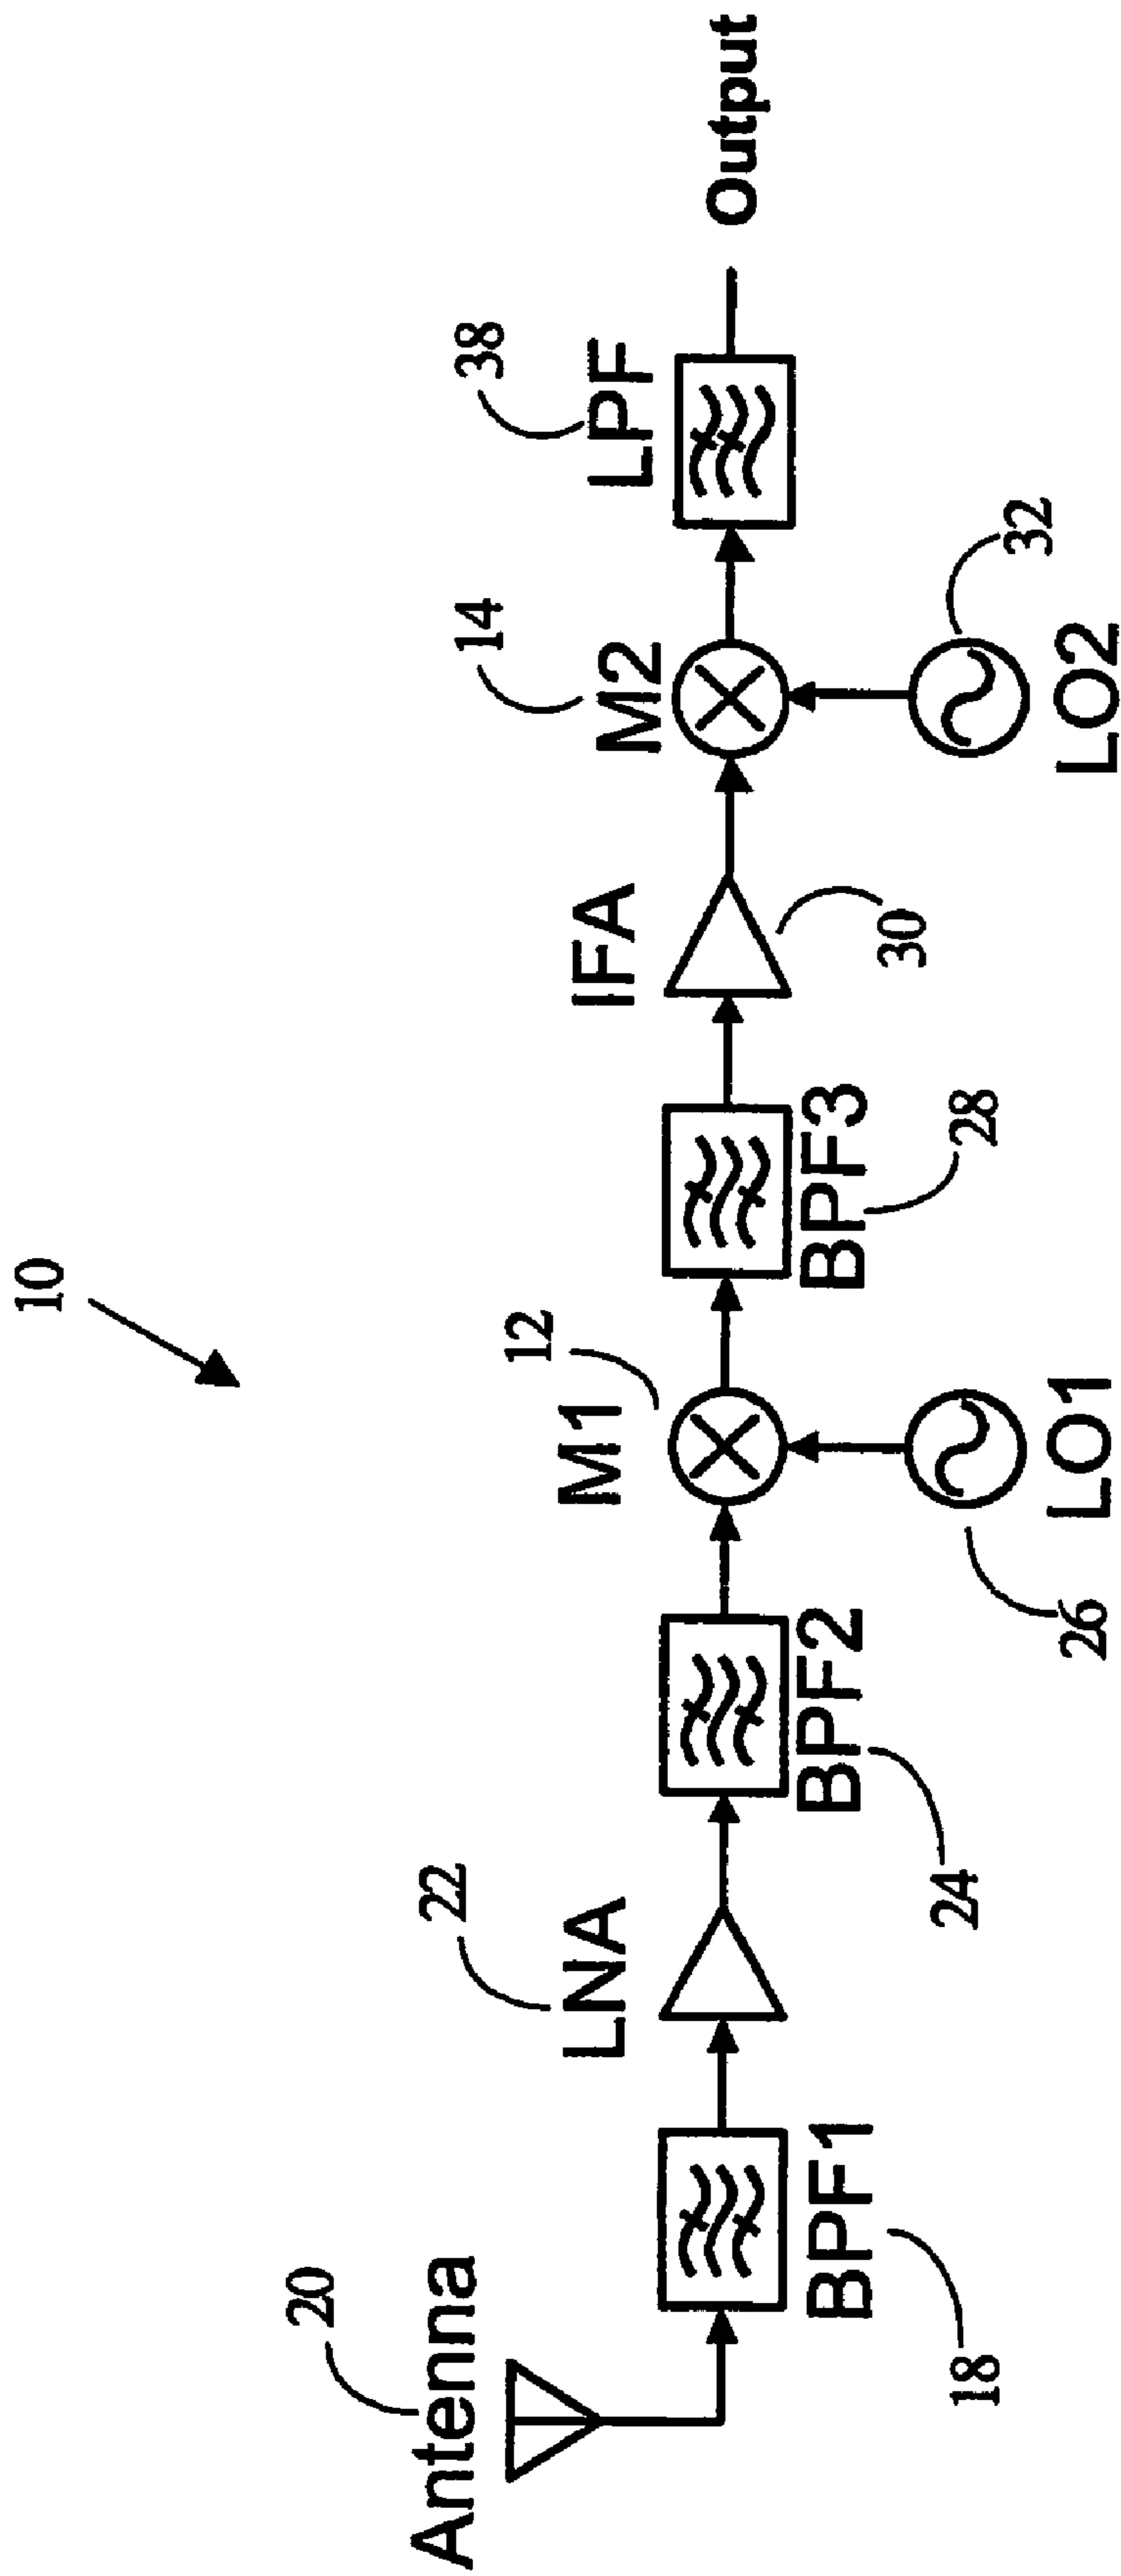 10
Antenna
20
BPF1
18
LNA
22
BPF2
24
M1
12
LO1
26
BPF3
28
IFA
30
M2
14
LO2
32
LPF
38
Output